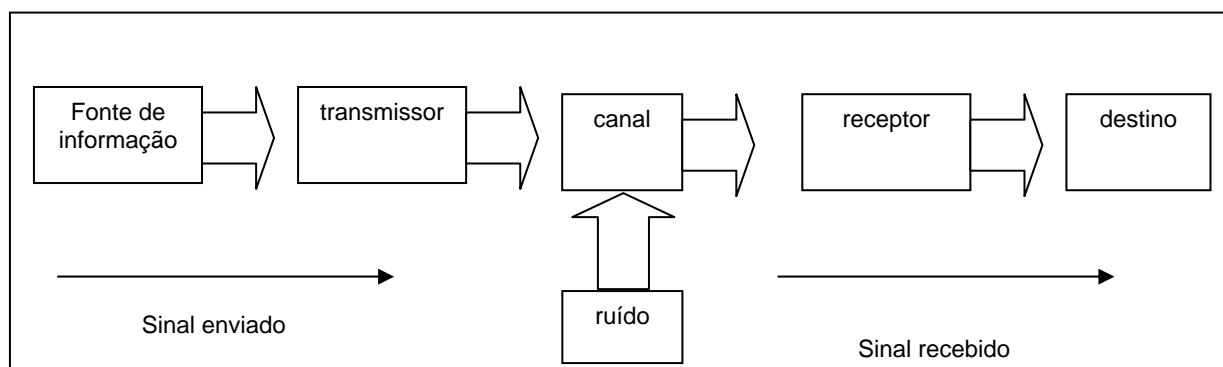 Fonte de
informação
transmissor
canal
receptor
destino
ruído
Sinal enviado
Sinal recebido